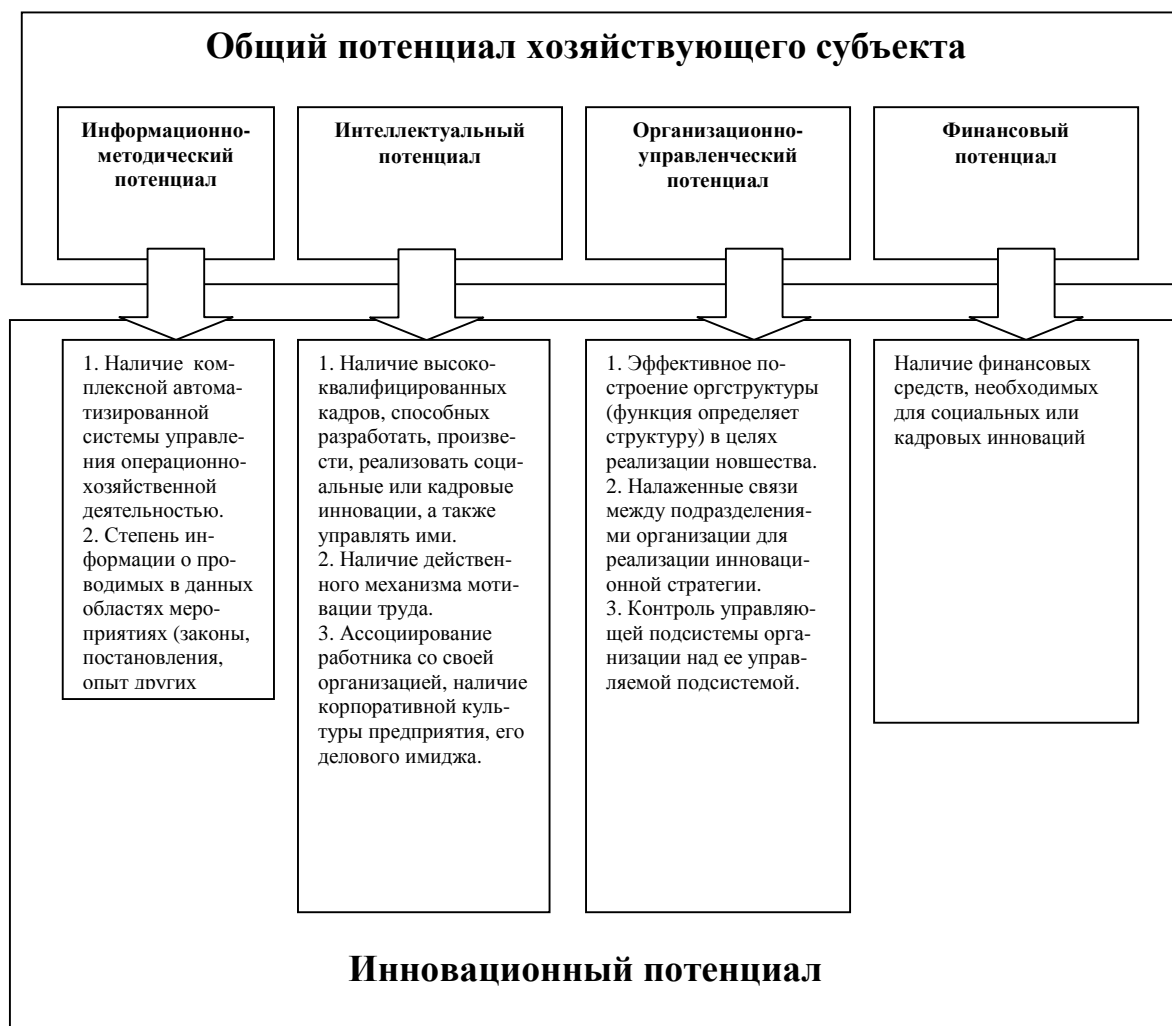 Общий потенциал хозяйствующего субъекта
Информационно-
методический
потенциал
Интеллектуальный
потенциал
Организационно-
управленческий
потенциал
Финансовый
потенциал
1. Наличие ком-
плексной автома-
тизированной
системы управле-
ния операционно-
хозяйственной
деятельностью.
2. Степень ин-
формации о про-
водимых в данных
областях меро-
приятиях (законы,
постановления,
опыт других
1. Наличие высоко-
квалифицированных
кадров, способных
разработать, произве-
сти, реализовать соци-
альные или кадровые
инновации, а также
управлять ими.
2. Наличие действен-
ного механизма моти-
вации труда.
3. Ассоциирование
работника со своей
организацией, наличие
корпоративной куль-
туры предприятия, его
делового имиджа.
1. Эффективное по-
строение оргструктуры
(функция определяет
структуру) в целях
реализации новшества.
2. Налаженные связи
между подразделения-
ми организации для
реализации инноваци-
онной стратегии.
3. Контроль управляю-
щей подсистемы орга-
низации над ее управ-
ляемой подсистемой.
Наличие финансовых
средств, необходимых
для социальных или
кадровых инноваций
Инновационный потенциал